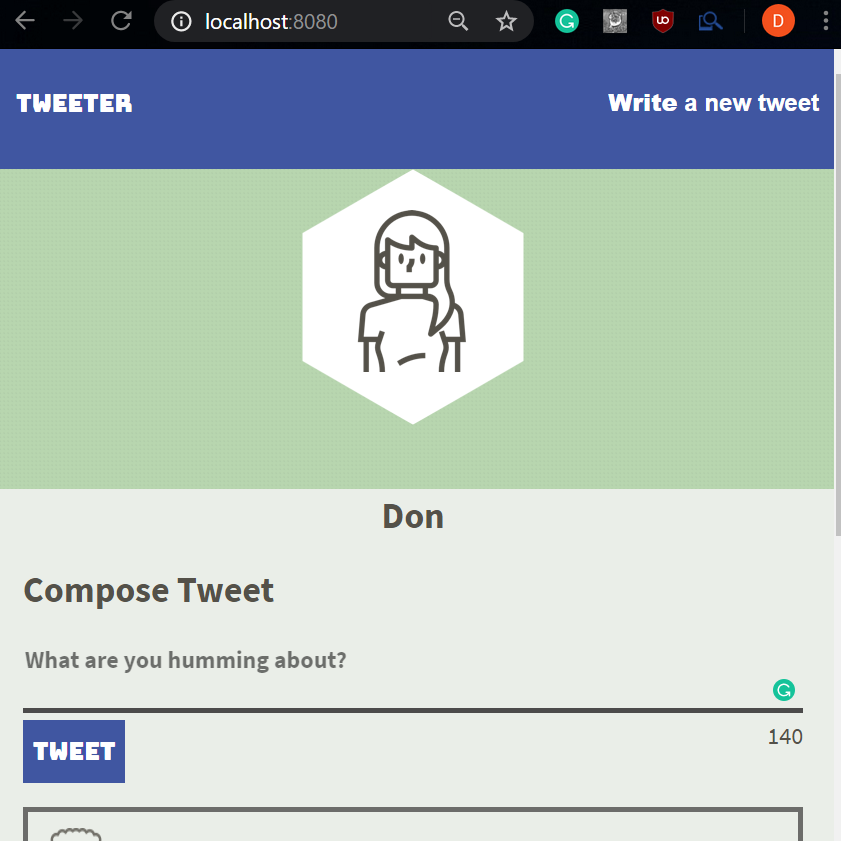 localhost:8080
D
TWEETER
Write a new tweet
Don
Compose Tweet
What are you humming about?
TWEET
140